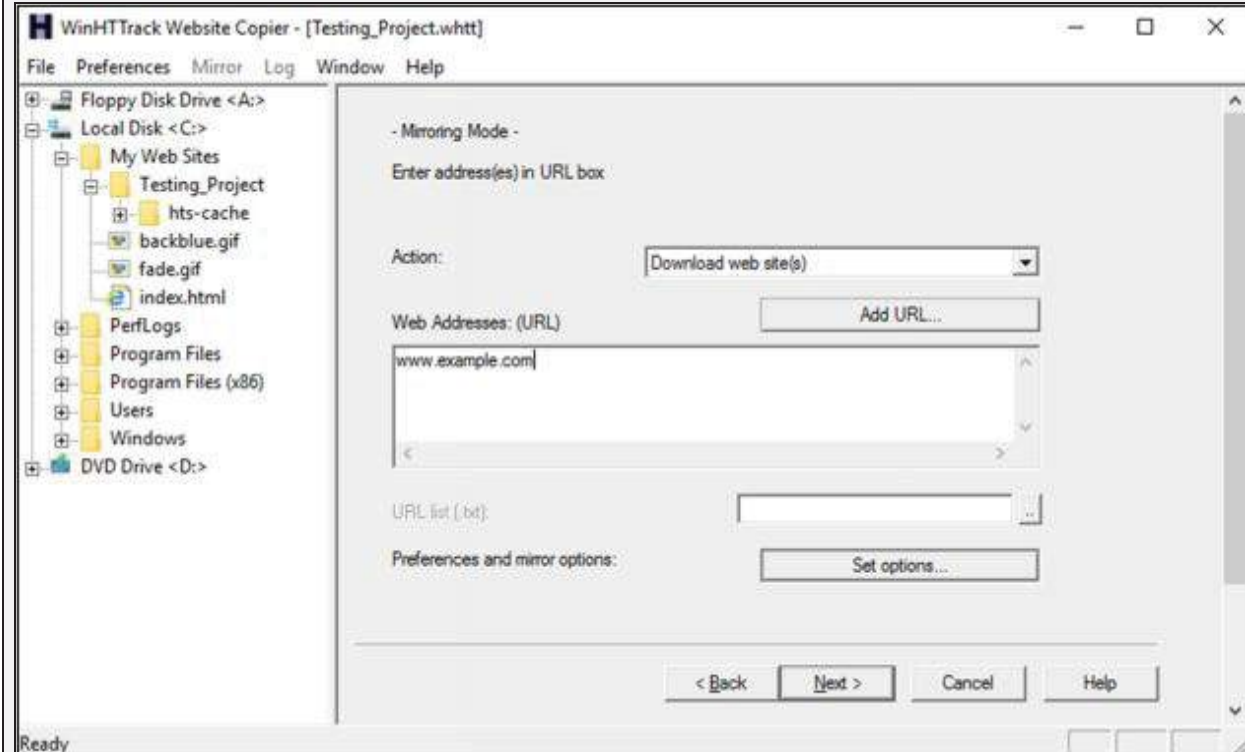 WinHTTrack Website Copier - [Testing_Project.whtt]
File Preferences Mirror Log Window Help
Floppy Disk Drive <A:>
Local Disk <C:>
My Web Sites
Testing_Project
hts-cache
backblue.gif
fade.gif
index.html
PerfLogs
Program Files
Program Files (x86)
Users
Windows
DVD Drive <D:>
- Mirroring Mode -
Enter address(es) in URL box
Action:
Download web site(s)
Web Addresses: (URL)
Add URL...
www.example.com
URL list (.txt):
..
Preferences and mirror options:
Set options...
< Back
Next >
Cancel
Help
Ready